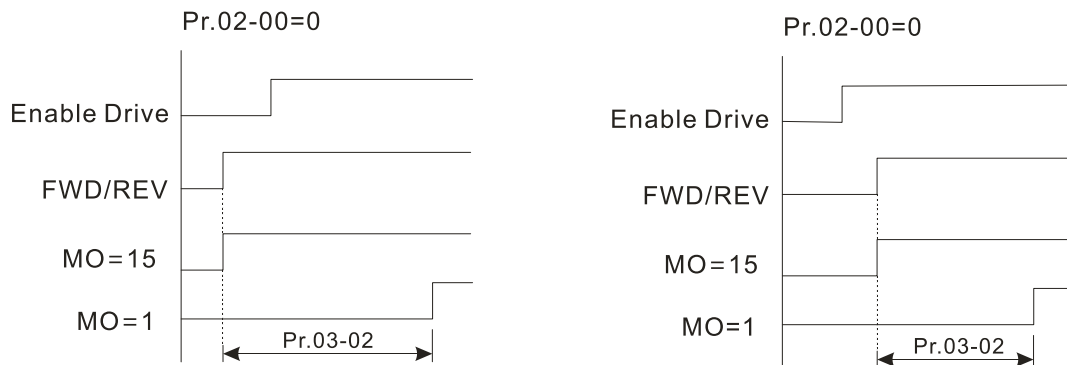 Pr.02-00=0
Enable Drive
FWD/REV
MO=15
MO=1
Pr.03-02
Pr.02-00=0
Enable Drive
FWD/REV
MO=15
MO=1
Pr.03-02